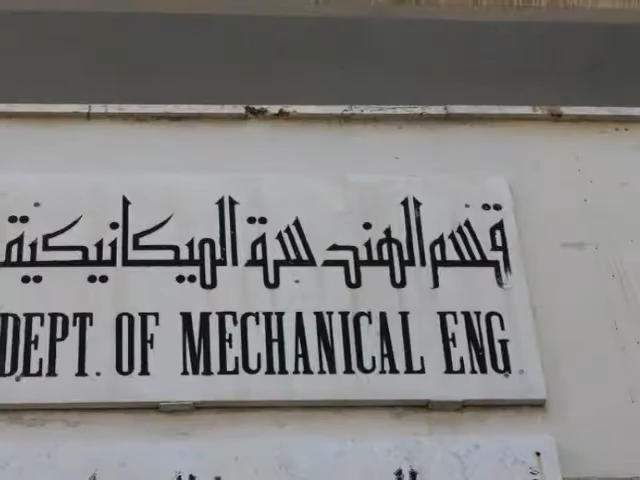 قسم الهندسة الميكانيكية
DEPT. OF MECHANICAL ENG.